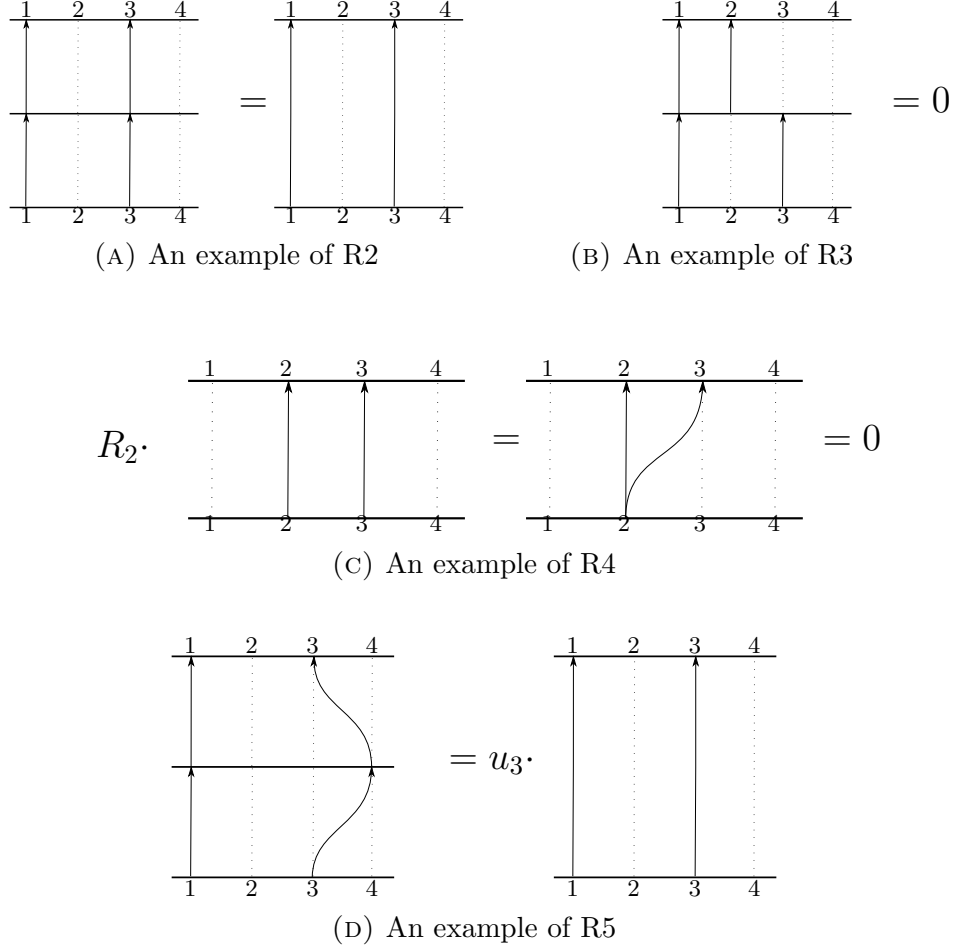 1 2 3 4 1 2 3 4 1 2 3 4
= = 0
1 2 3 4 1 2 3 4 1 2 3 4
(A) An example of R2 (B) An example of R3
1 2 3 4 1 2 3 4
R₂· = = 0
1 2 3 4 1 2 3 4
(C) An example of R4
1 2 3 4 1 2 3 4
= u₃·
1 2 3 4 1 2 3 4
(D) An example of R5